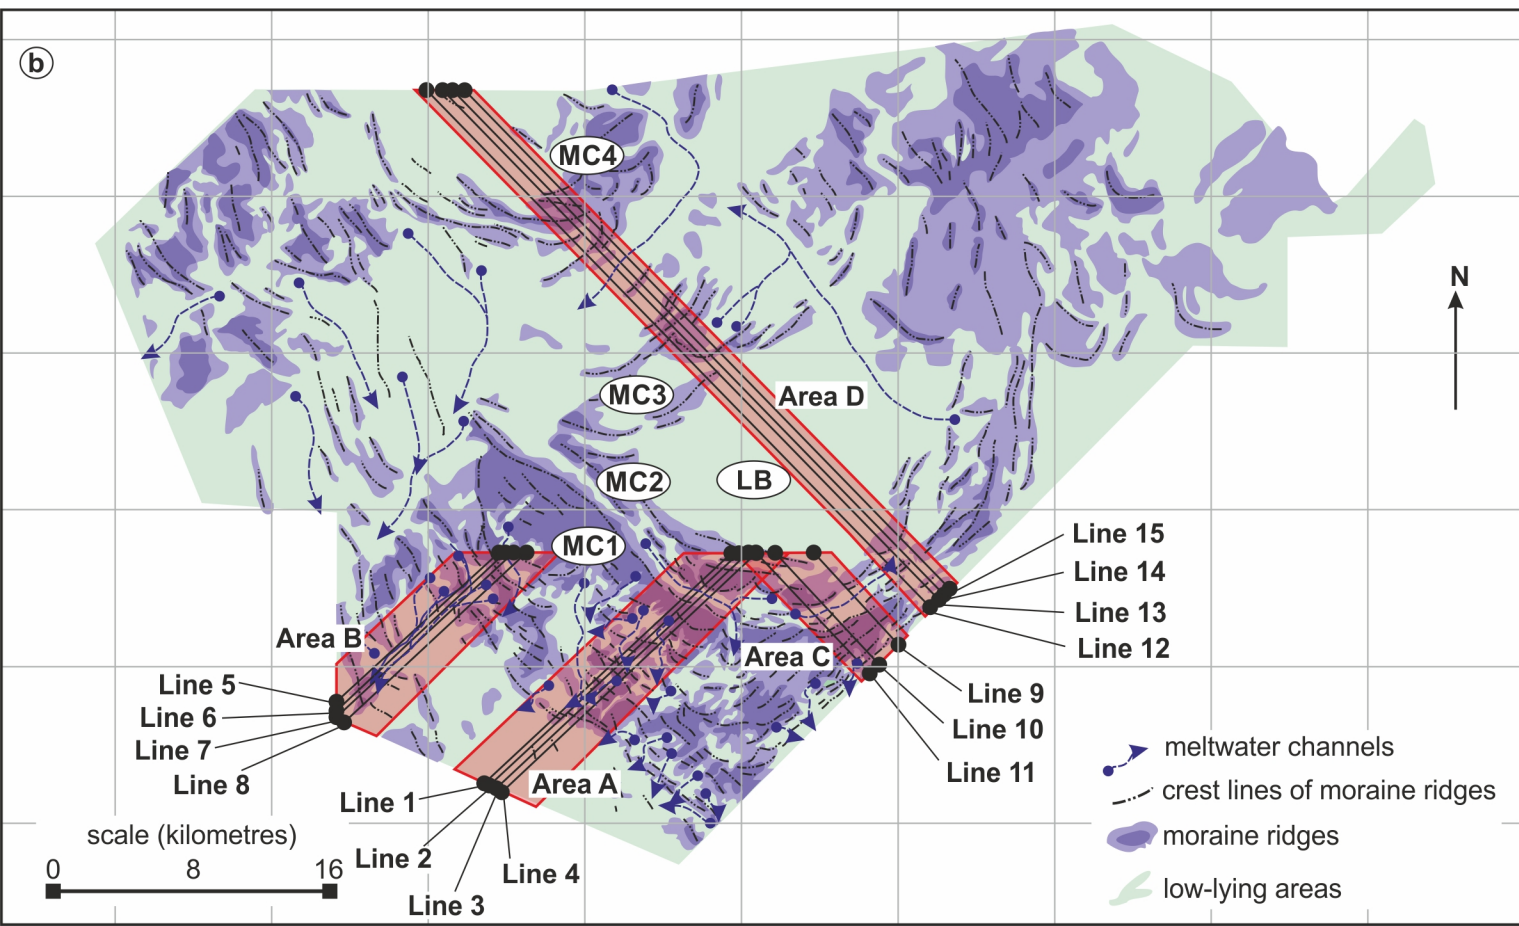 b
MC4
N
MC3
Area D
MC2
LB
MC1
Line 15
Line 14
Line 13
Line 12
Area B
Area C
Line 5
Line 6
Line 7
Line 8
Line 9
Line 10
Line 11
Area A
Line 1
Line 2
Line 3
Line 4
scale (kilometres)
0 8 16
meltwater channels
crest lines of moraine ridges
moraine ridges
low-lying areas